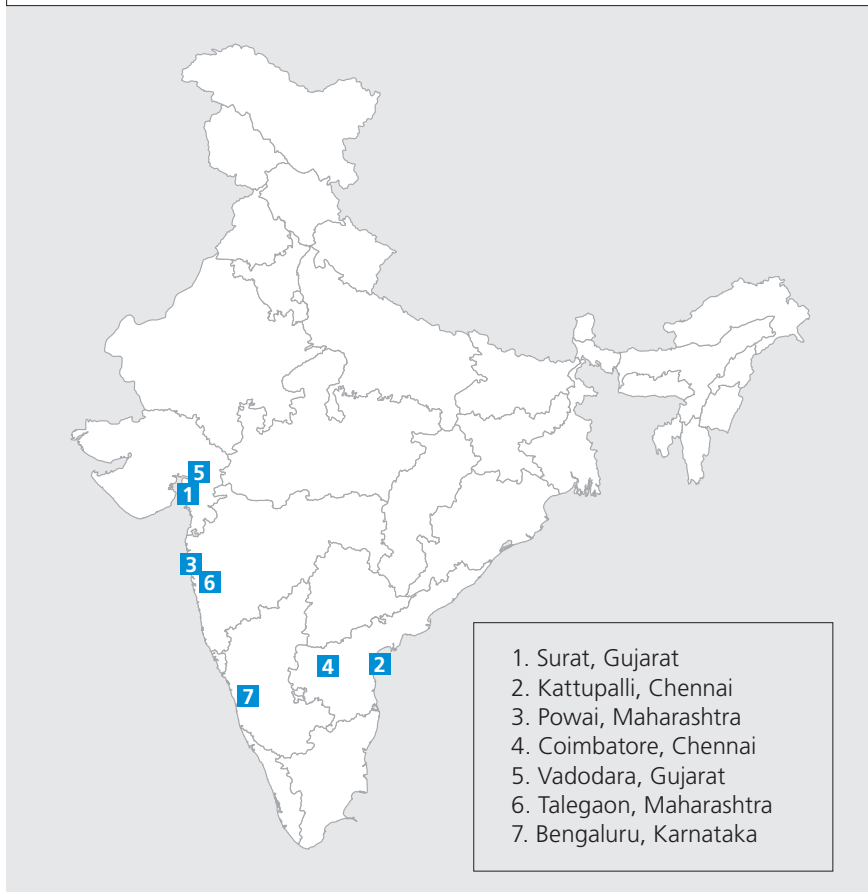 5
1
3
6
4
2
7
1. Surat, Gujarat
2. Kattupalli, Chennai
3. Powai, Maharashtra
4. Coimbatore, Chennai
5. Vadodara, Gujarat
6. Talegaon, Maharashtra
7. Bengaluru, Karnataka